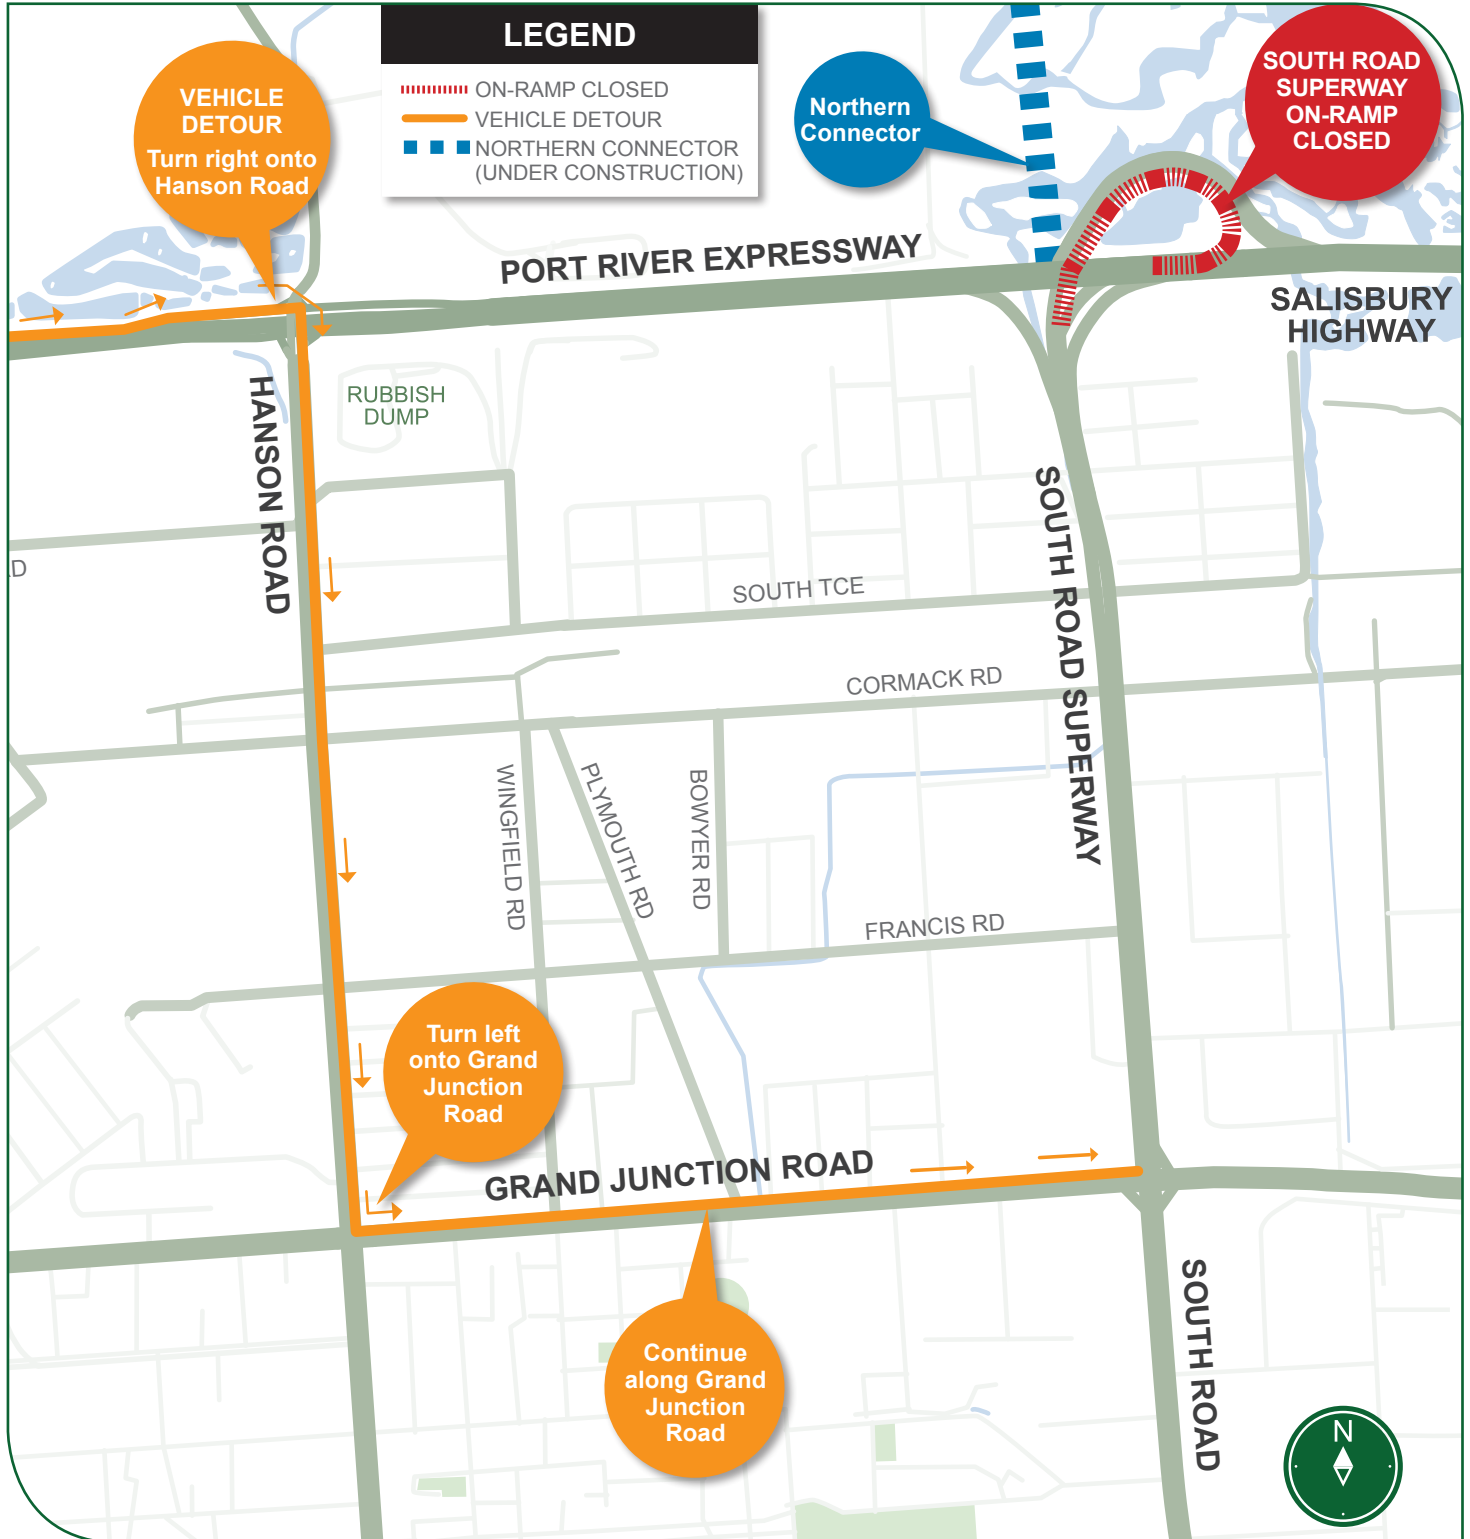 LEGEND
ON-RAMP CLOSED
VEHICLE DETOUR
NORTHERN CONNECTOR
(UNDER CONSTRUCTION)
VEHICLE
DETOUR
Turn right onto
Hanson Road
Northern
Connector
SOUTH ROAD
SUPERWAY
ON-RAMP
CLOSED
PORT RIVER EXPRESSWAY
SALISBURY
HIGHWAY
HANSON ROAD
RUBBISH
DUMP
SOUTH ROAD SUPERWAY
D
SOUTH TCE
CORMACK RD
WINGFIELD RD
PLYMOUTH RD
BOWYER RD
FRANCIS RD
Turn left
onto Grand
Junction
Road
GRAND JUNCTION ROAD
Continue
along Grand
Junction
Road
SOUTH ROAD
N